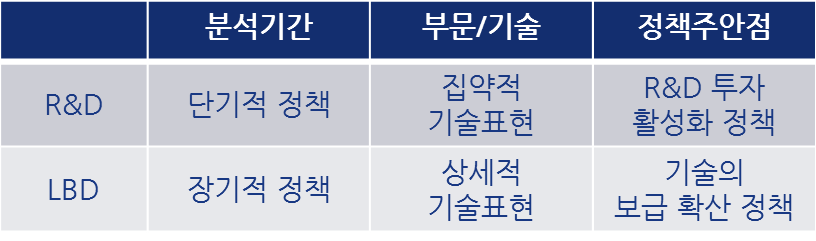 분석기간 부문/기술 정책주안점
R&D 단기적 정책 집약적 기술표현 R&D 투자 활성화 정책
LBD 장기적 정책 상세적 기술표현 기술의 보급 확산 정책